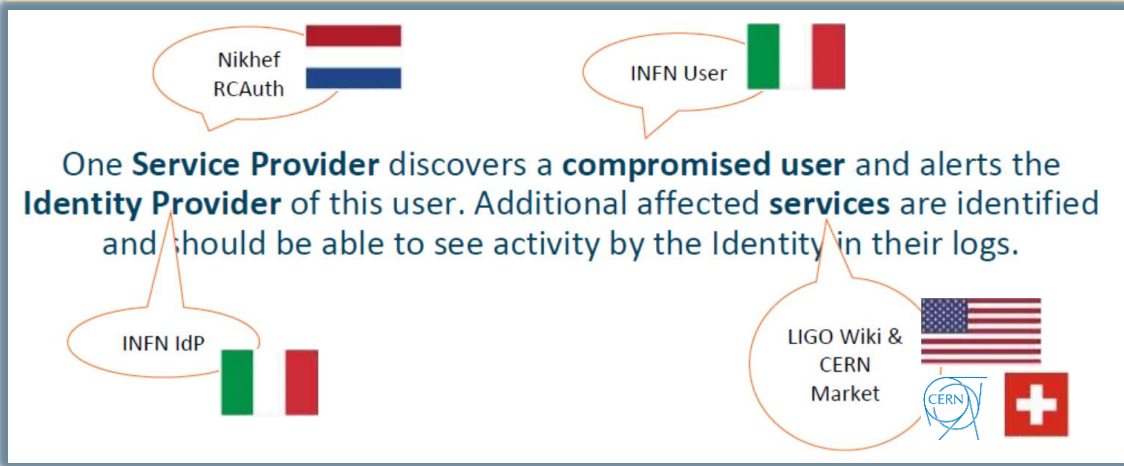 Nikhef
RCAuth
INFN User
One Service Provider discovers a compromised user and alerts the
Identity Provider of this user. Additional affected services are identified
and should be able to see activity by the Identity in their logs.
INFN IdP
LIGO Wiki &
CERN
Market
CERN